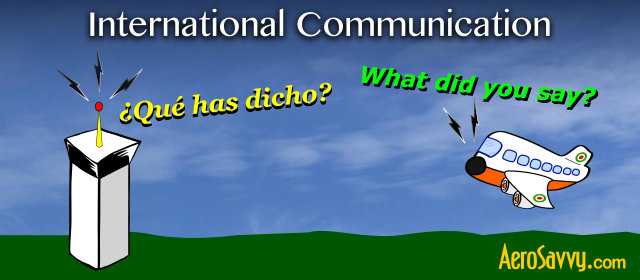 International Communication
¿Qué has dicho?
What did you say?
AeroSavvy.com